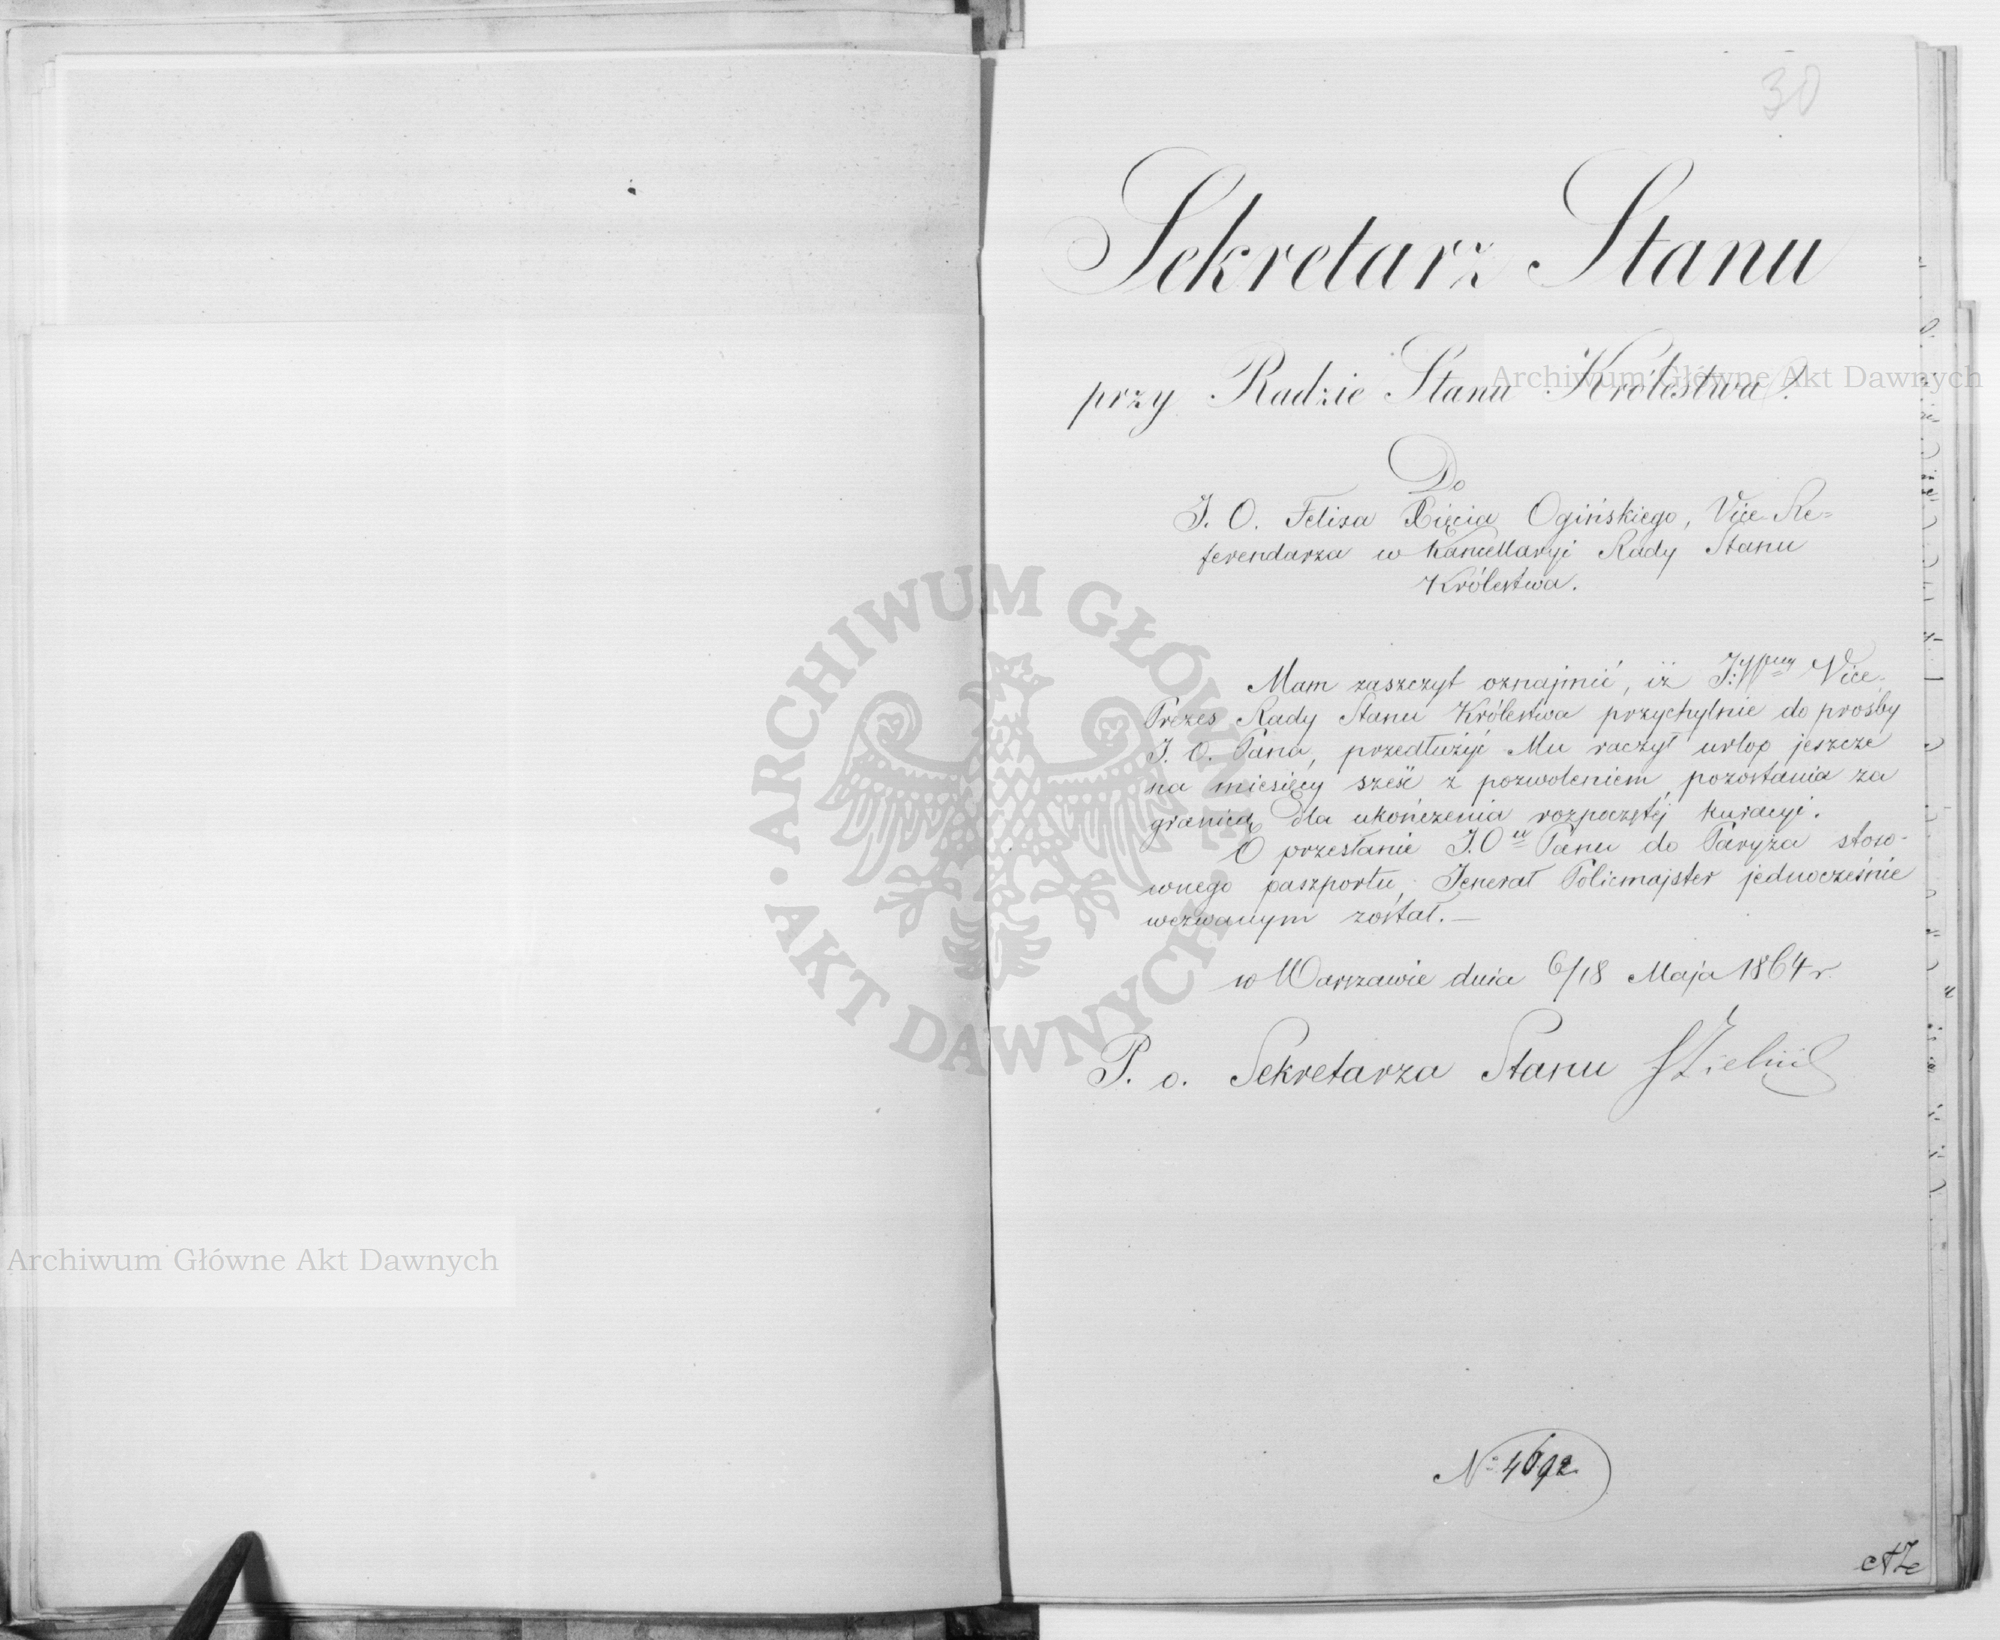 30
Sekretarz Stanu
przy Radzie Stanu Królestwa.
Do
J. O. Felixa Xięcia Ogińskiego, Vice Re=
ferendarza w Kancellaryi Rady Stanu
Królestwa.
Mam zaszczyt oznajmić, iż Vice-
Prezes Rady Stanu Królestwa przychylnie do prośby
J. O. Pana, przedłużyć Mu raczył urlop jeszcze
na miesięcy sześć z pozwoleniem pozostania za
granicą dla ukończenia rozpoczętéj kuracyi.
O przesłanie J.O. Panu do Paryża stoso-
wnego paszportu, Jenerał Policmajster jednocześnie
wezwanym został.—
w Warszawie dnia 6/18 Maja 1864 r.
P. o. Sekretarza Stanu
N= 4692
Archiwum Główne Akt Dawnych
Archiwum Główne Akt Dawnych
ARCHIWUM GŁÓWNE · AKT DAWNYCH ·